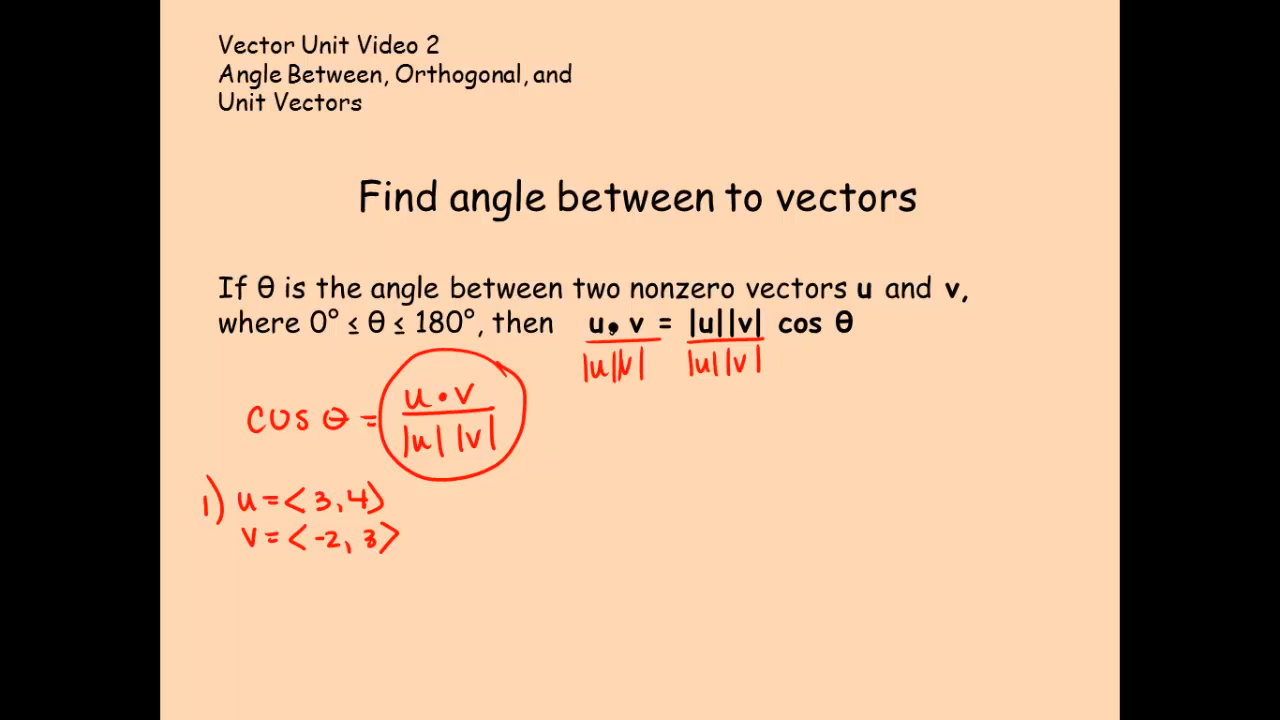 Vector Unit Video 2
Angle Between, Orthogonal, and
Unit Vectors
Find angle between to vectors
If θ is the angle between two nonzero vectors u and v,
where 0° ≤ θ ≤ 180°, then u • v = |u||v| cos θ
|u||v| |u||v|
cos θ = u • v
|u| |v|
1) u = <3, 4>
v = <-2, 3>